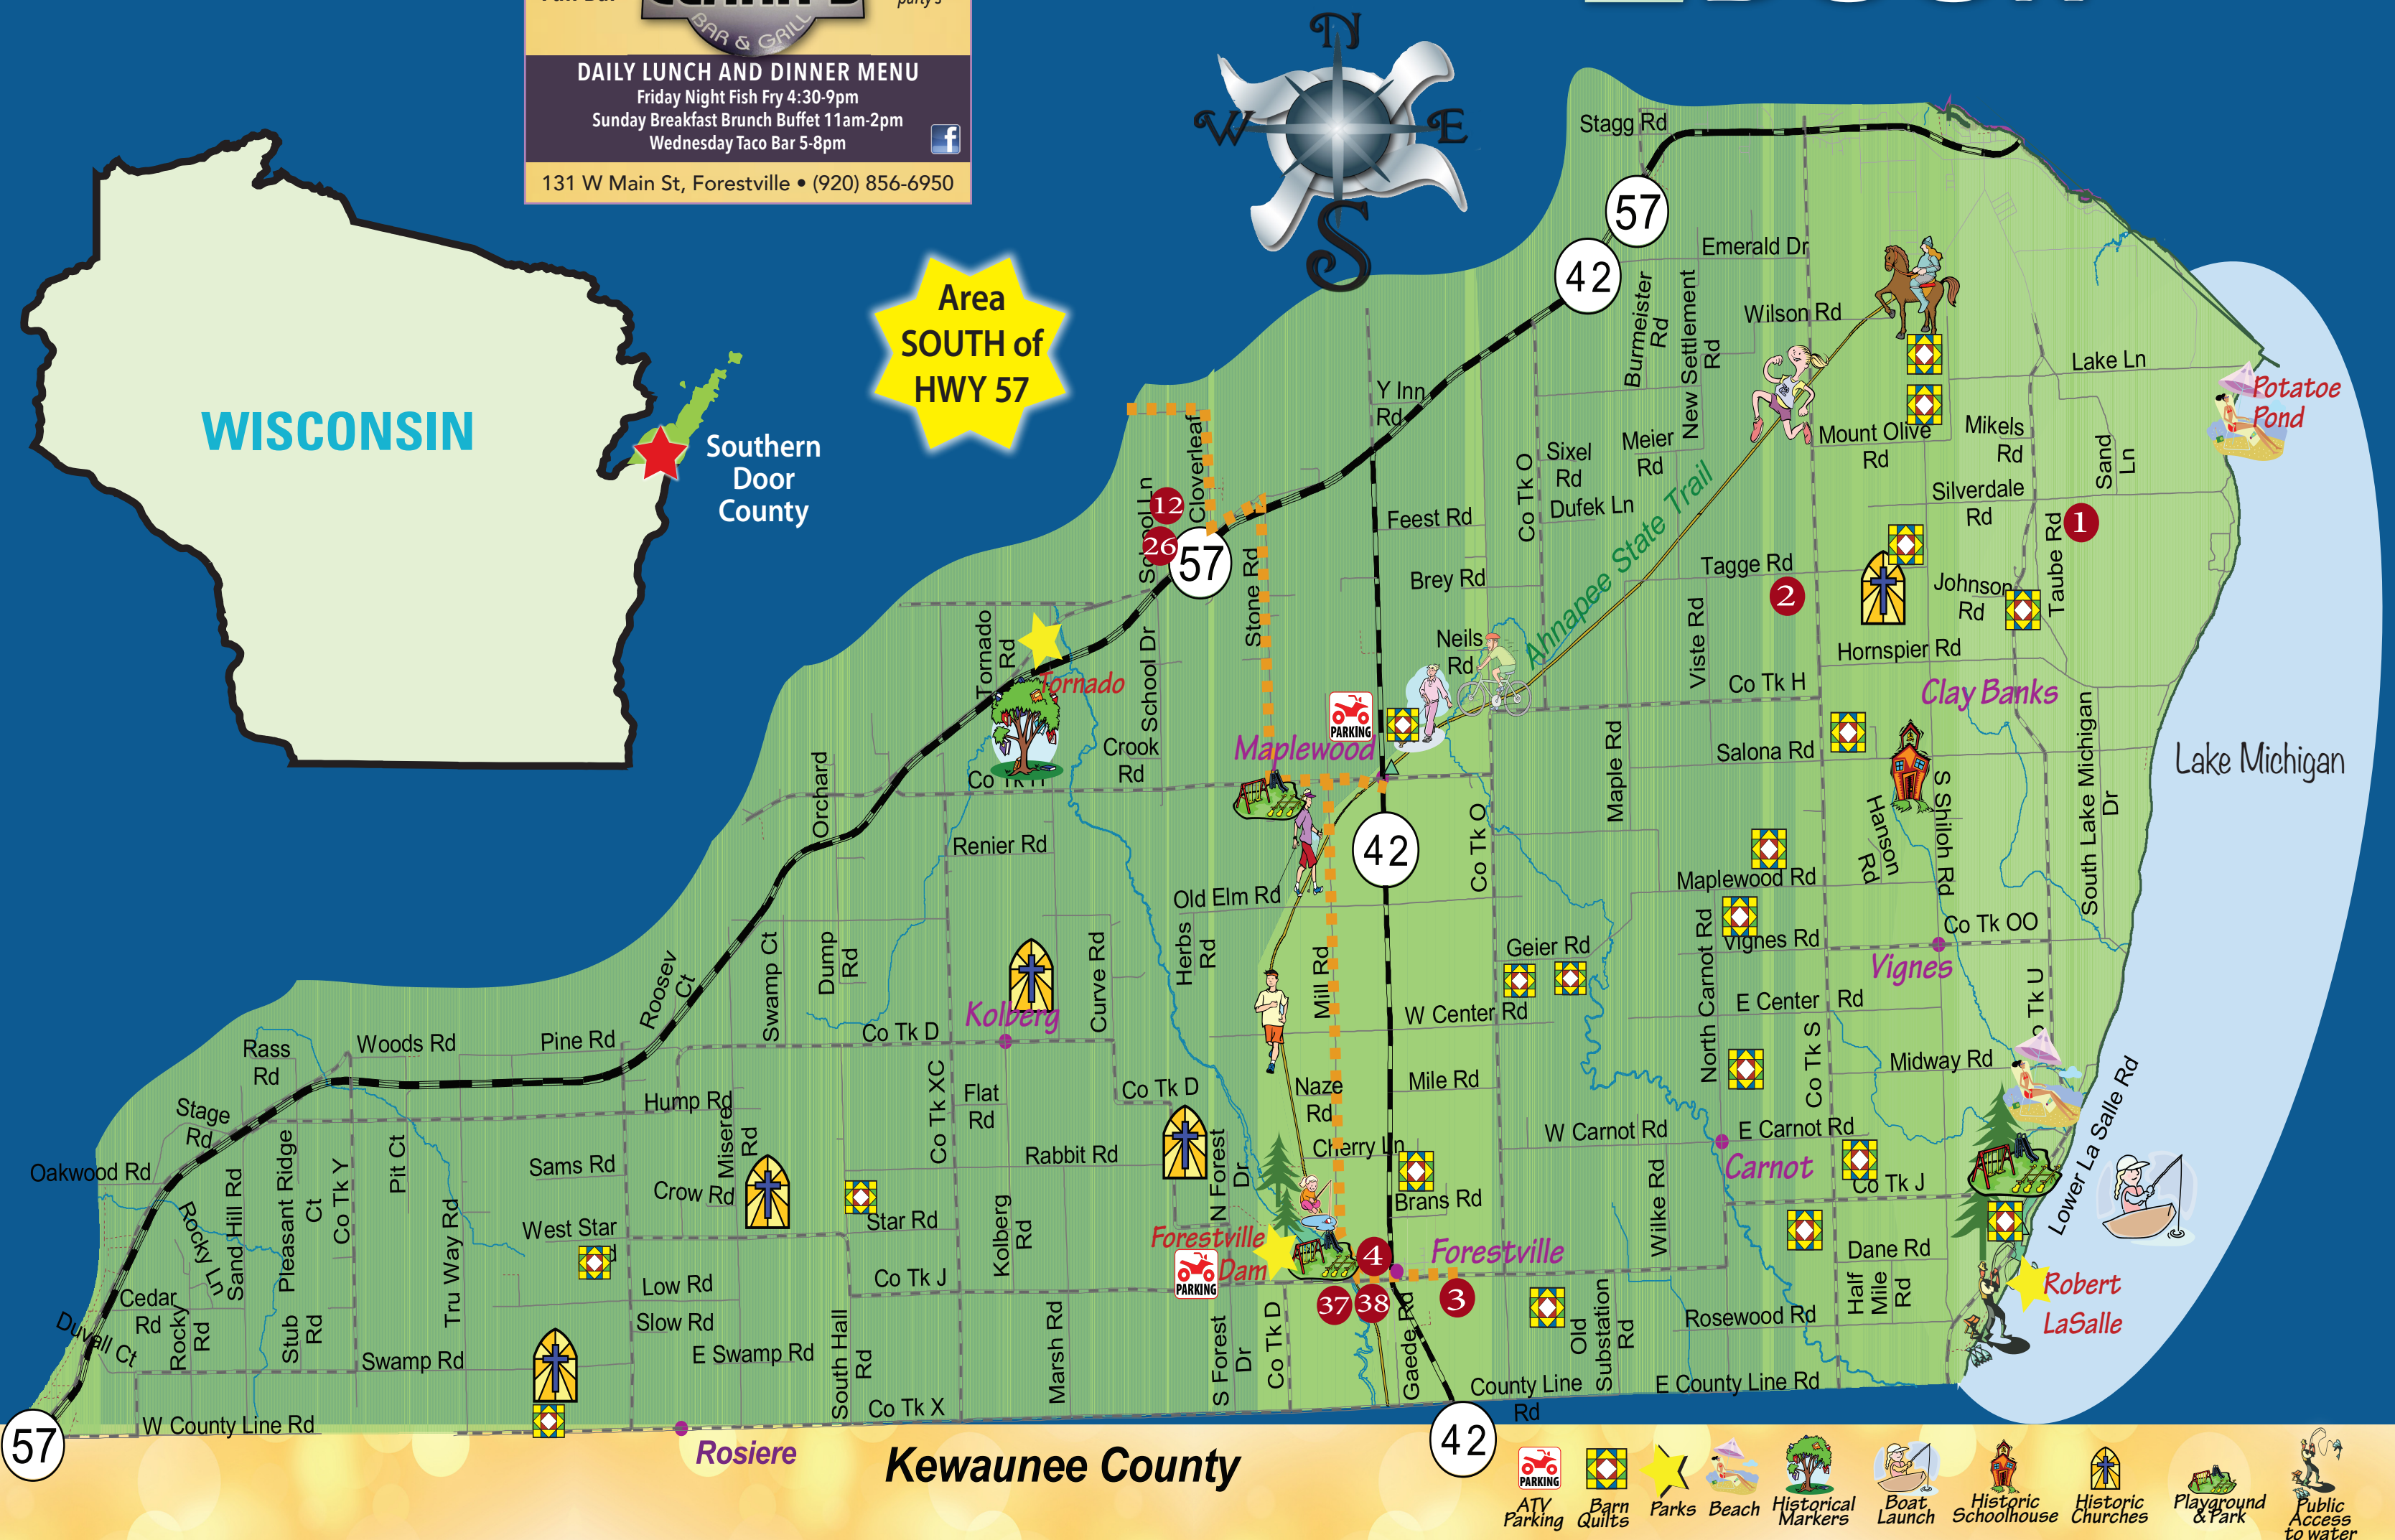 BAR & GRILL
DAILY LUNCH AND DINNER MENU
Friday Night Fish Fry 4:30-9pm
Sunday Breakfast Brunch Buffet 11am-2pm
Wednesday Taco Bar 5-8pm
f
131 W Main St, Forestville • (920) 856-6950
N
W
E
S
Area
SOUTH of
HWY 57
WISCONSIN
Southern
Door
County
Stagg Rd
57
42
Emerald Dr
Burmeister
Rd
New Settlement
Rd
Wilson Rd
Lake Ln
Potatoe
Pond
Y Inn
Rd
Cloverleaf
School Ln
12
26
57
Stone Rd
Feest Rd
Co Tk O
Sixel
Rd
Meier
Rd
Dufek Ln
Mount Olive
Rd
Mikels
Rd
Sand
Ln
Silverdale
Rd
Taube Rd
1
Ahnapee State Trail
Tagge Rd
2
Johnson
Rd
Brey Rd
Neils
Rd
Viste Rd
Hornspier Rd
Co Tk H
Clay Banks
Tornado
Rd
Tornado
School Dr
Crook
Rd
Co Tk H
PARKING
Maplewood
Maple Rd
Salona Rd
Lake Michigan
South Lake Michigan
Dr
S Shiloh Rd
Hanson
Rd
Orchard
Renier Rd
42
Co Tk O
Old Elm Rd
Maplewood Rd
Vignes Rd
Co Tk OO
Vignes
Roosev
Ct
Swamp Ct
Dump
Rd
Curve Rd
Herbs
Rd
Mill Rd
Geier Rd
North Carnot Rd
W Center Rd
E Center Rd
Co Tk U
Kolberg
Co Tk D
Woods Rd
Pine Rd
Rass
Rd
Stage
Rd
Hump Rd
Misere
Rd
Co Tk XC
Flat
Rd
Co Tk D
Naze
Rd
Mile Rd
Co Tk S
Midway Rd
Lower La Salle Rd
Oakwood Rd
Rocky Ln
Sand Hill Rd
Pleasant Ridge
Ct
Co Tk Y
Pit Ct
Sams Rd
Crow Rd
Rabbit Rd
N Forest
Dr
Cherry Ln
W Carnot Rd
E Carnot Rd
Carnot
Co Tk J
Tru Way Rd
West Star
Star Rd
Kolberg
Rd
Brans Rd
Wilke Rd
Forestville
Dam
PARKING
4
Forestville
37
38
3
Dane Rd
Half
Mile
Rd
Robert
LaSalle
Cedar
Rd
Rocky
Rd
Duvall Ct
Stub
Rd
Low Rd
Slow Rd
Co Tk J
E Swamp Rd
Swamp Rd
South Hall
Rd
Marsh Rd
S Forest
Dr
Co Tk D
Gaede Rd
Old
Substation
Rd
Rosewood Rd
County Line
Rd
E County Line Rd
Co Tk X
W County Line Rd
57
Rosiere
Kewaunee County
42
PARKING
ATV
Parking
Barn
Quilts
Parks
Beach
Historical
Markers
Boat
Launch
Historic
Schoolhouse
Historic
Churches
Playground
& Park
Public
Access
to water